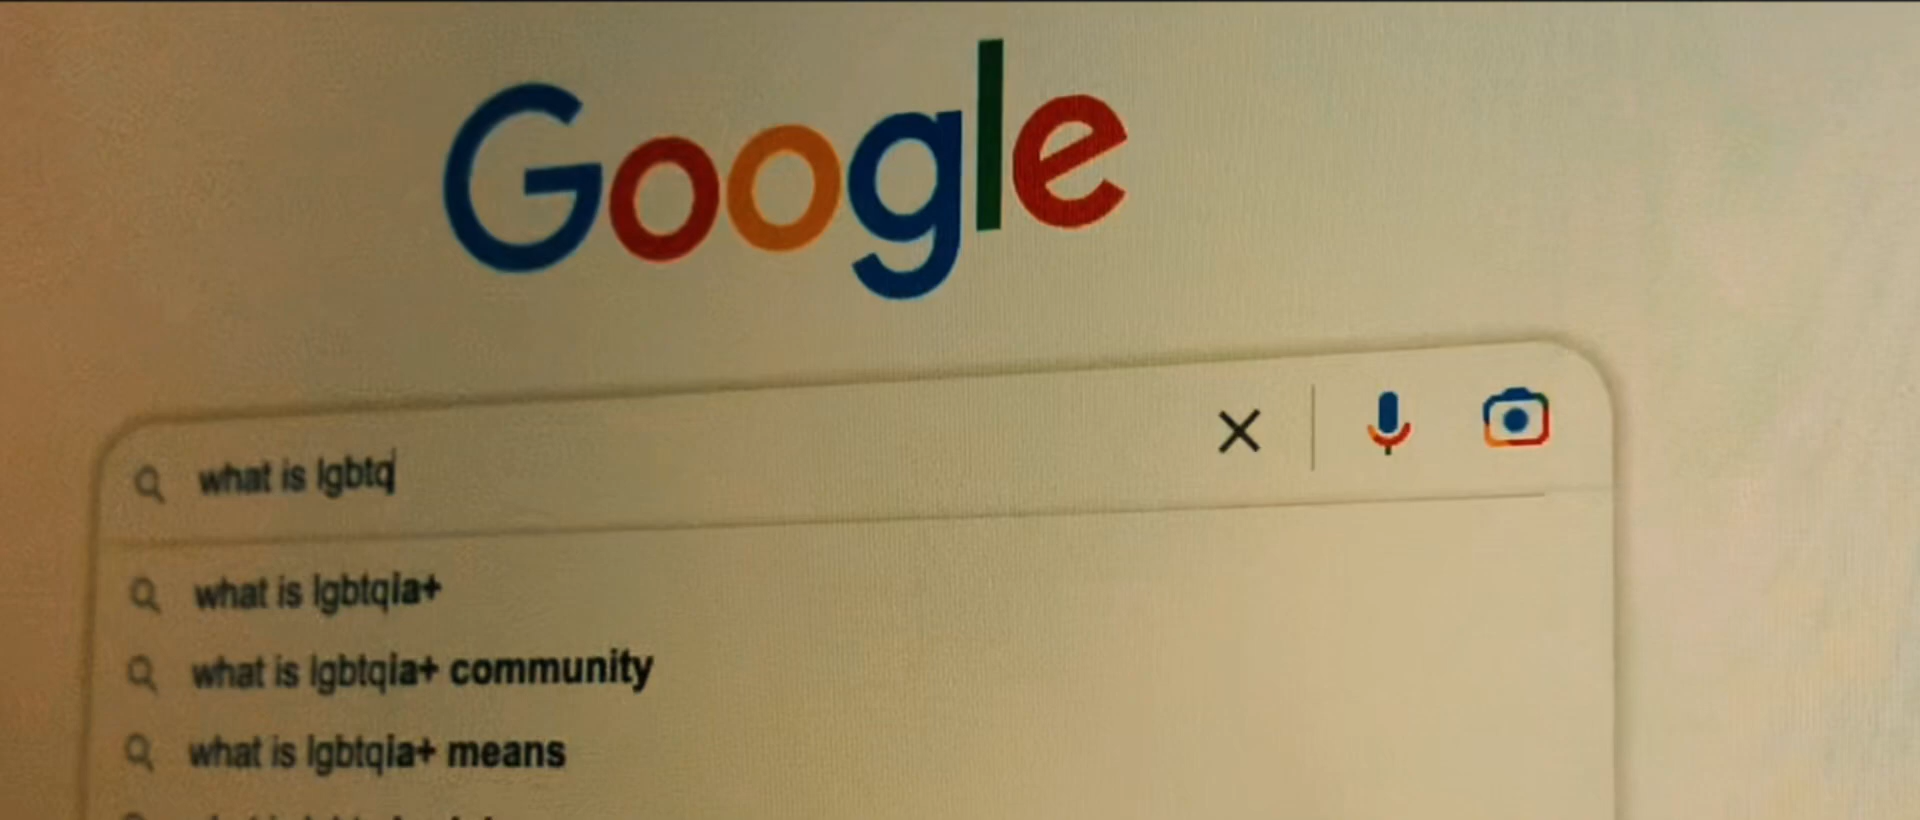 Google
what is lgbtq
what is lgbtqia+
what is lgbtqia+ community
what is lgbtqia+ means